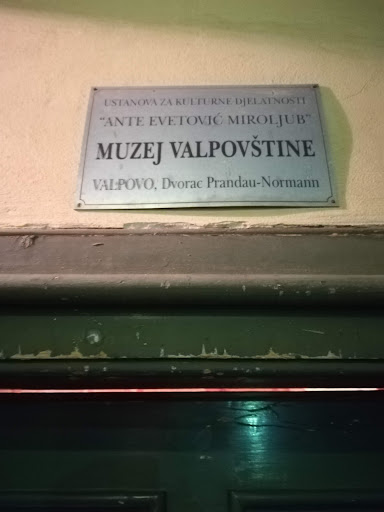 USTANOVA ZA KULTURNE DJELATNOSTI
"ANTE EVETOVIĆ MIROLJUB"
MUZEJ VALPOVŠTINE
VALPOVO, Dvorac Prandau-Normann